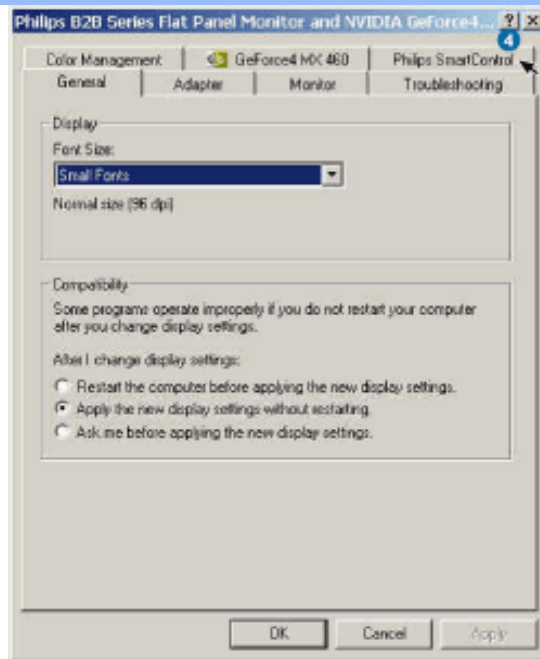 Philips B2B Series Flat Panel Monitor and NVIDIA GeForce4... ? X
4
Color Management GeForce4 MX 460 Philips SmartControl
General Adapter Monitor Troubleshooting
Display
Font Size:
Small Fonts
Normal size (96 dpi)
Compatibility
Some programs operate improperly if you do not restart your computer
after you change display settings.
After I change display settings:
Restart the computer before applying the new display settings.
Apply the new display settings without restarting.
Ask me before applying the new display settings.
OK Cancel Apply